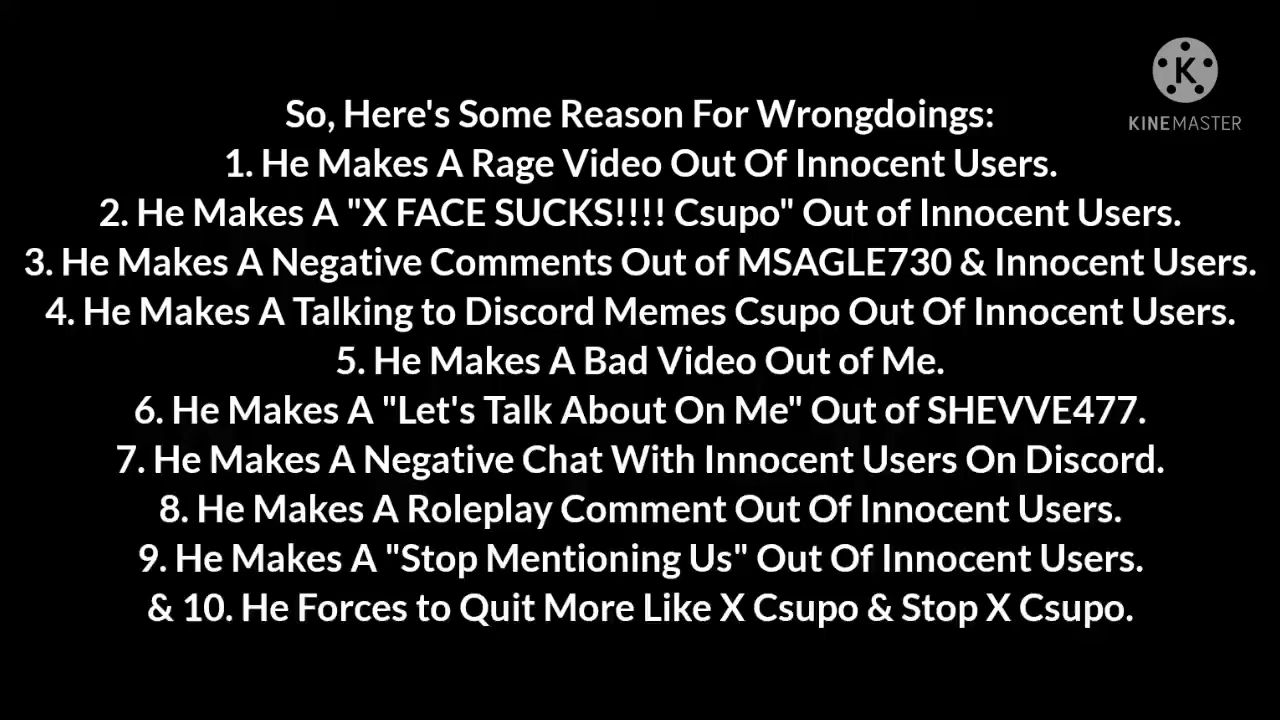 K
KINEMASTER
So, Here's Some Reason For Wrongdoings:
1. He Makes A Rage Video Out Of Innocent Users.
2. He Makes A "X FACE SUCKS!!!! Csupo" Out of Innocent Users.
3. He Makes A Negative Comments Out of MSAGLE730 & Innocent Users.
4. He Makes A Talking to Discord Memes Csupo Out Of Innocent Users.
5. He Makes A Bad Video Out of Me.
6. He Makes A "Let's Talk About On Me" Out of SHEVVE477.
7. He Makes A Negative Chat With Innocent Users On Discord.
8. He Makes A Roleplay Comment Out Of Innocent Users.
9. He Makes A "Stop Mentioning Us" Out Of Innocent Users.
& 10. He Forces to Quit More Like X Csupo & Stop X Csupo.